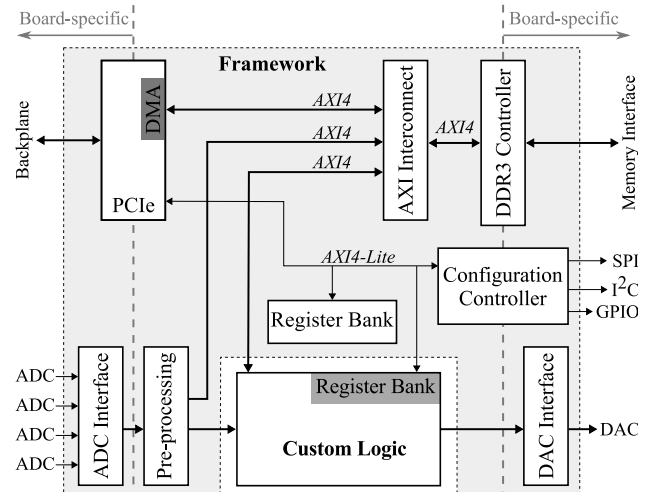 Board-specific
Board-specific
Framework
Backplane
DMA
PCIe
AXI4
AXI4
AXI4
AXI Interconnect
AXI4
DDR3 Controller
Memory Interface
AXI4-Lite
Register Bank
Configuration
Controller
SPI
I²C
GPIO
ADC
ADC
ADC
ADC
ADC Interface
Pre-processing
Register Bank
Custom Logic
DAC Interface
DAC